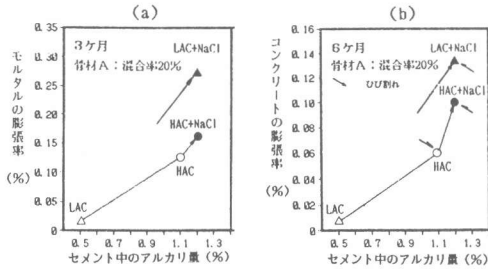 (a)
3ケ月
骨材A：混合率20%
LAC+NaCl
HAC+NaCl
HAC
LAC
モルタルの膨張率
(%)
0.35
0.30
0.25
0.20
0.15
0.10
0.05
0
0.5 0.7 0.9 1.1 1.3
セメント中のアルカリ量(%)
(b)
6ケ月
LAC+NaCl
骨材A：混合率20%
ひび割れ
HAC+NaCl
HAC
LAC
コンクリートの膨張率
(%)
0.16
0.14
0.12
0.10
0.08
0.06
0.04
0.02
0
0.5 0.7 0.9 1.1 1.3
セメント中のアルカリ量(%)